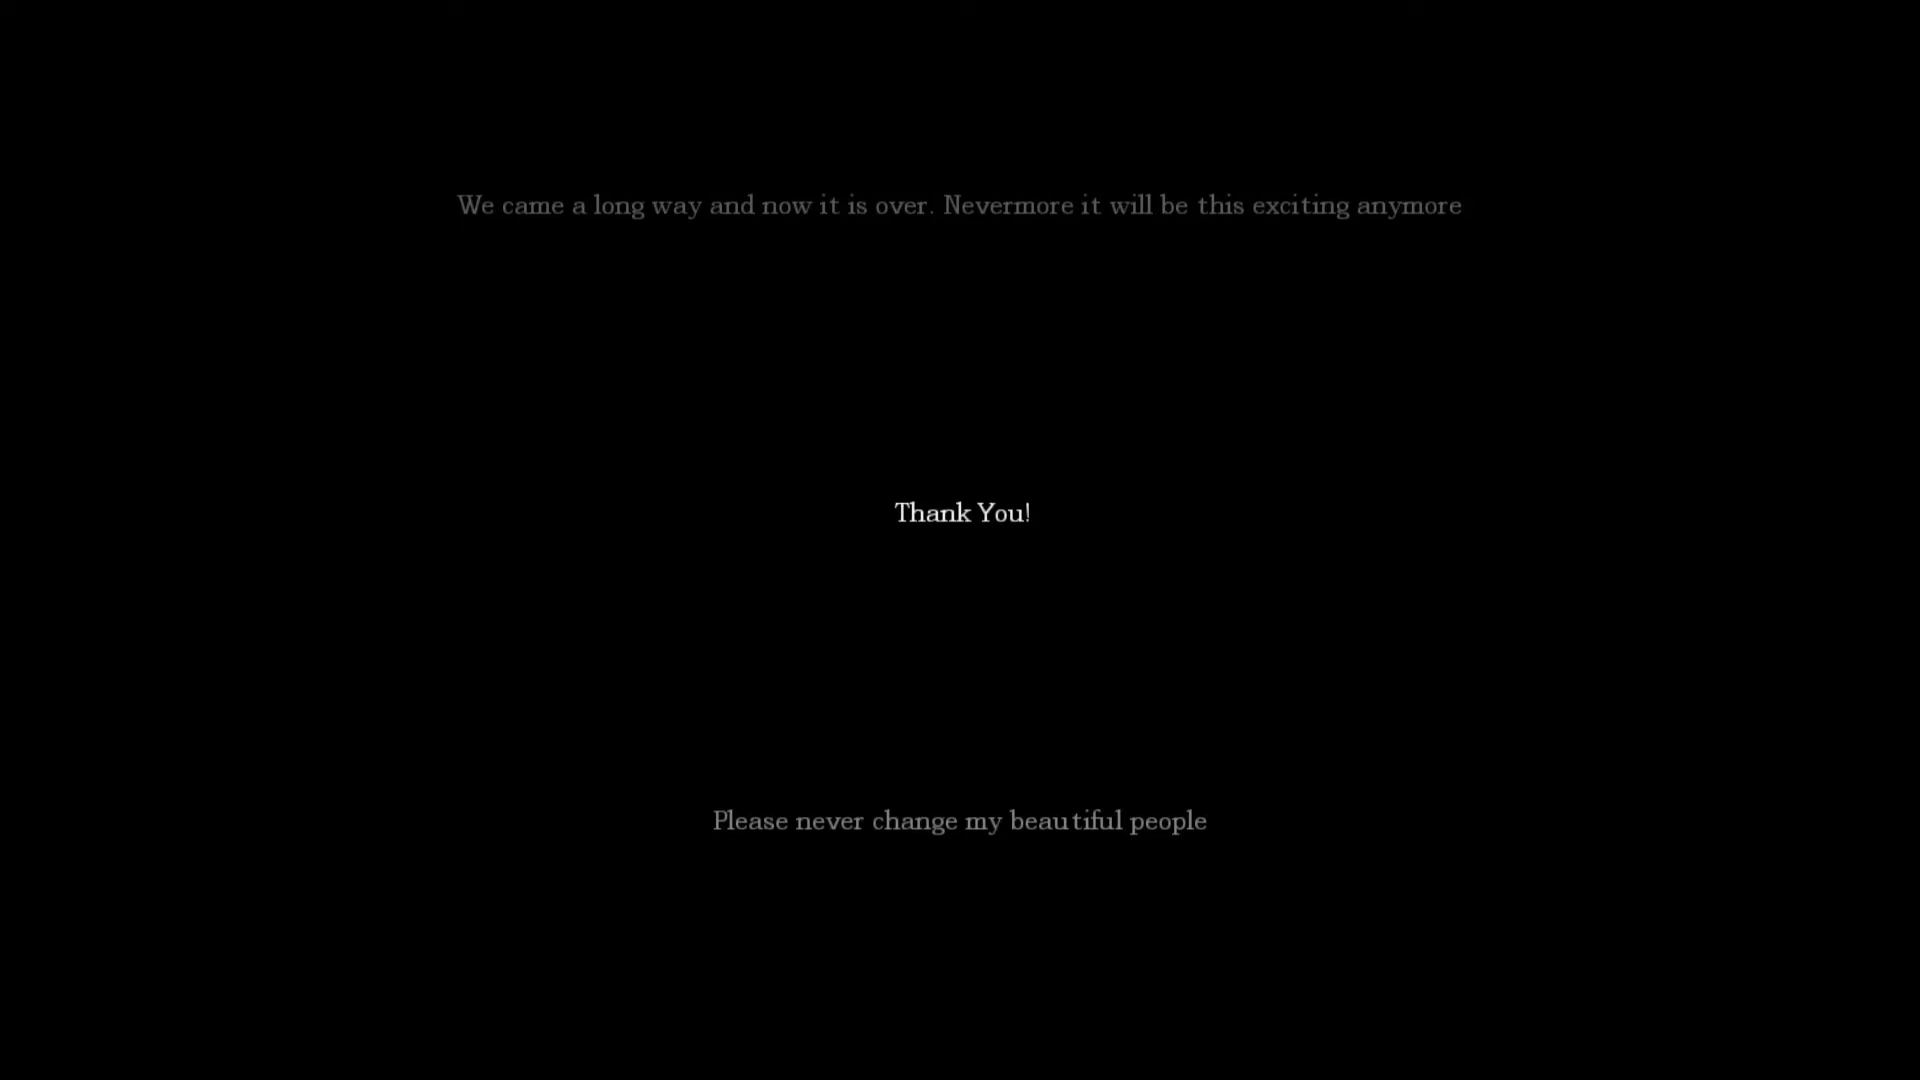 We came a long way and now it is over. Nevermore it will be this exciting anymore
Thank You!
Please never change my beautiful people